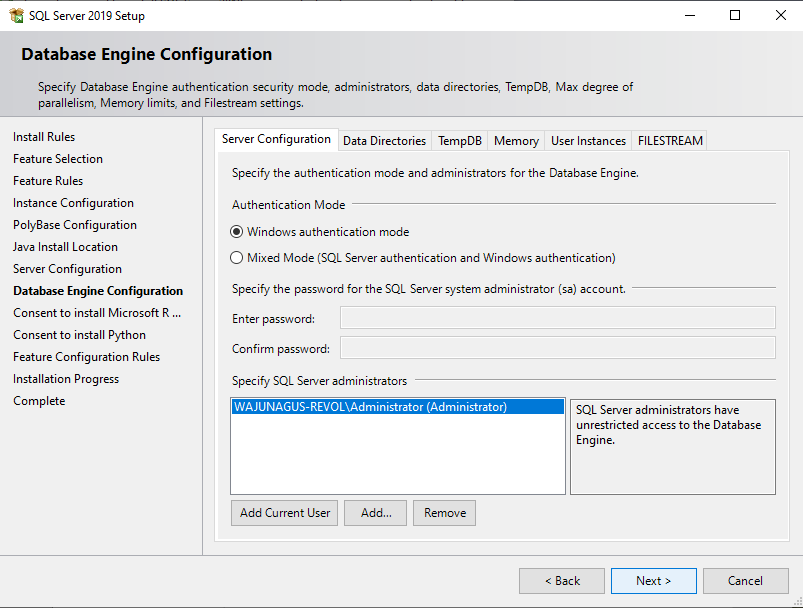 SQL Server 2019 Setup
Database Engine Configuration
Specify Database Engine authentication security mode, administrators, data directories, TempDB, Max degree of
parallelism, Memory limits, and Filestream settings.
Install Rules
Feature Selection
Feature Rules
Instance Configuration
PolyBase Configuration
Java Install Location
Server Configuration
Database Engine Configuration
Consent to install Microsoft R ...
Consent to install Python
Feature Configuration Rules
Installation Progress
Complete
Server Configuration Data Directories TempDB Memory User Instances FILESTREAM
Specify the authentication mode and administrators for the Database Engine.
Authentication Mode
Windows authentication mode
Mixed Mode (SQL Server authentication and Windows authentication)
Specify the password for the SQL Server system administrator (sa) account.
Enter password:
Confirm password:
Specify SQL Server administrators
WAJUNAGUS-REVOL\Administrator (Administrator)
SQL Server administrators have
unrestricted access to the Database
Engine.
Add Current User Add... Remove
< Back Next > Cancel